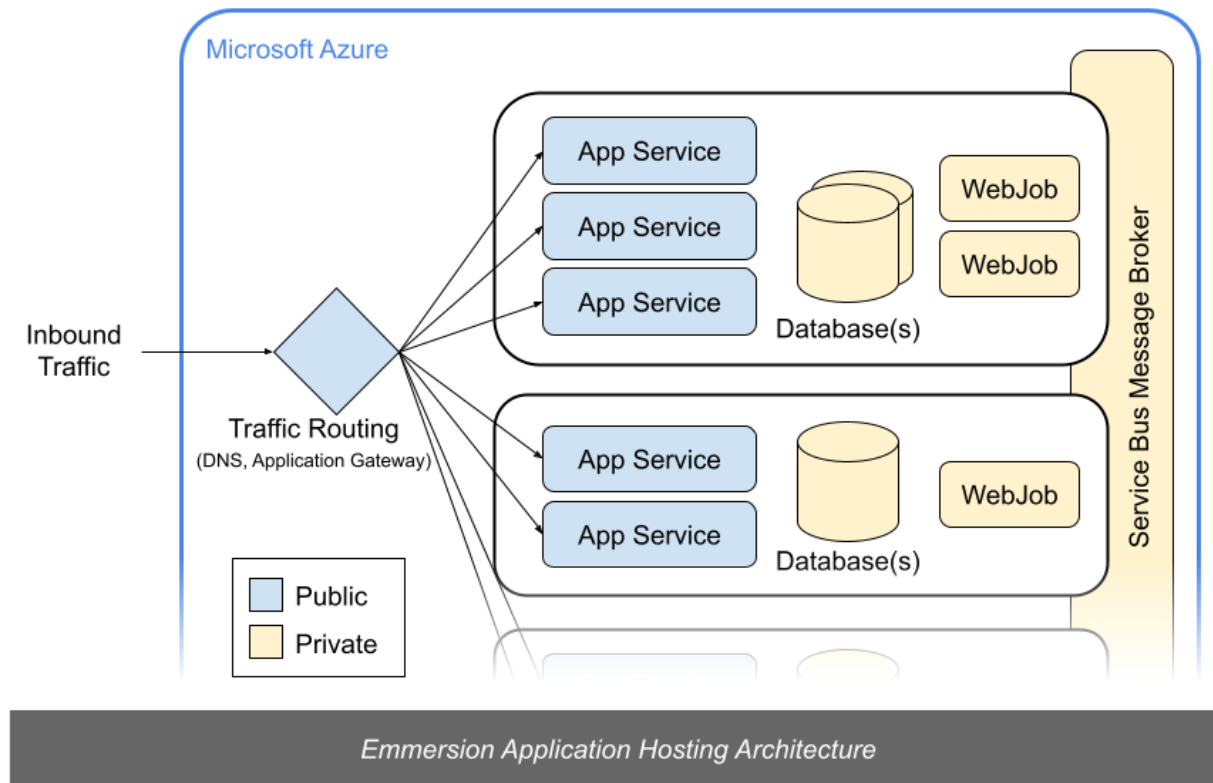 Microsoft Azure
App Service
App Service
App Service
WebJob
WebJob
Database(s)
Inbound
Traffic
Traffic Routing
(DNS, Application Gateway)
App Service
App Service
WebJob
Database(s)
Service Bus Message Broker
Public
Private
Emmersion Application Hosting Architecture